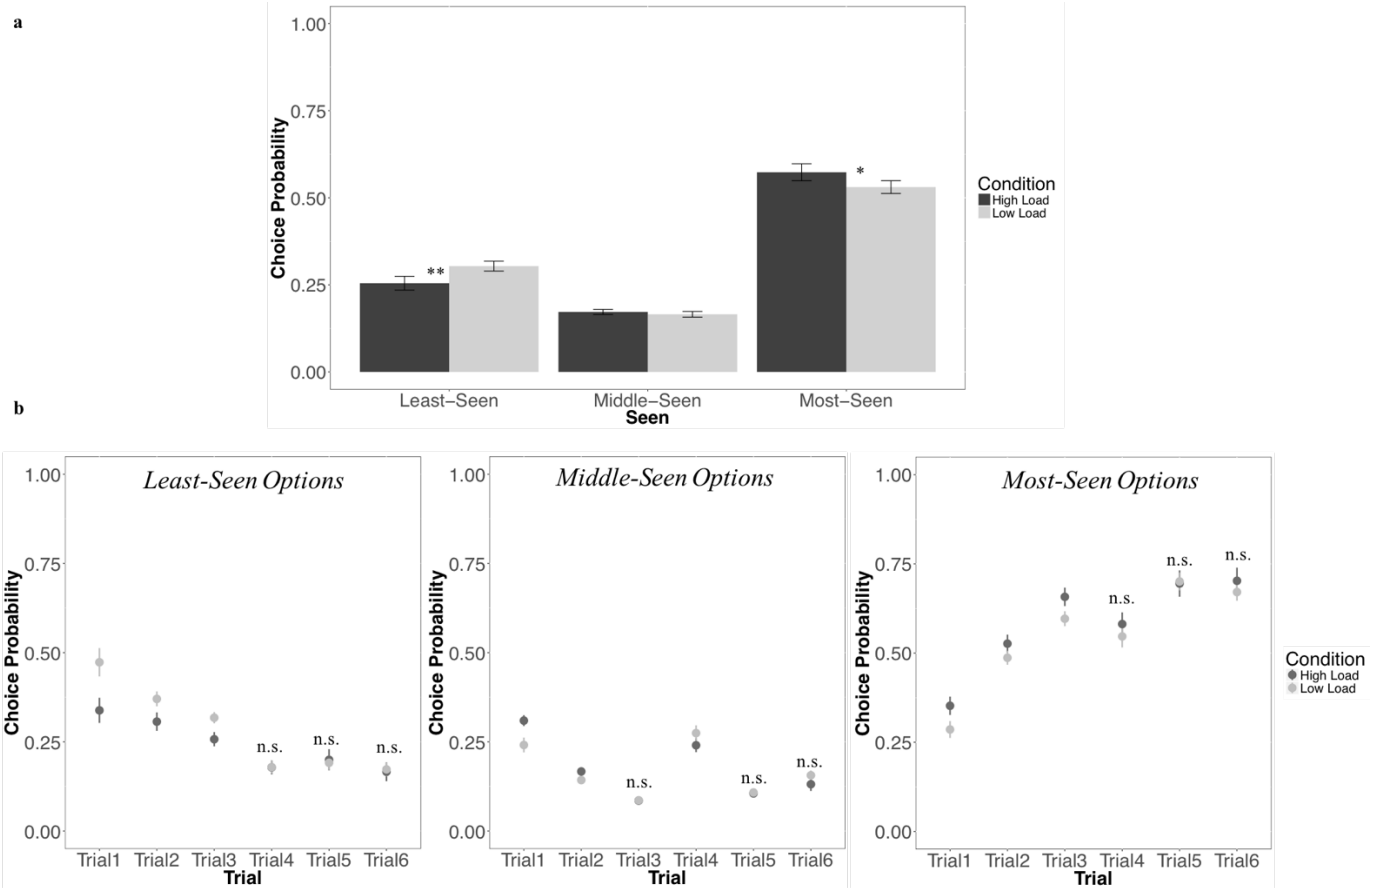 a
1.00
0.75
0.50
0.25
0.00
Choice Probability
**
*
Least−Seen Middle−Seen Most−Seen
Seen
Condition
High Load
Low Load
b
Least-Seen Options
1.00
0.75
0.50
0.25
0.00
Choice Probability
n.s. n.s. n.s.
Trial1 Trial2 Trial3 Trial4 Trial5 Trial6
Trial
Middle-Seen Options
1.00
0.75
0.50
0.25
0.00
Choice Probability
n.s. n.s. n.s.
Trial1 Trial2 Trial3 Trial4 Trial5 Trial6
Trial
Most-Seen Options
1.00
0.75
0.50
0.25
0.00
Choice Probability
n.s. n.s. n.s.
Trial1 Trial2 Trial3 Trial4 Trial5 Trial6
Trial
Condition
High Load
Low Load